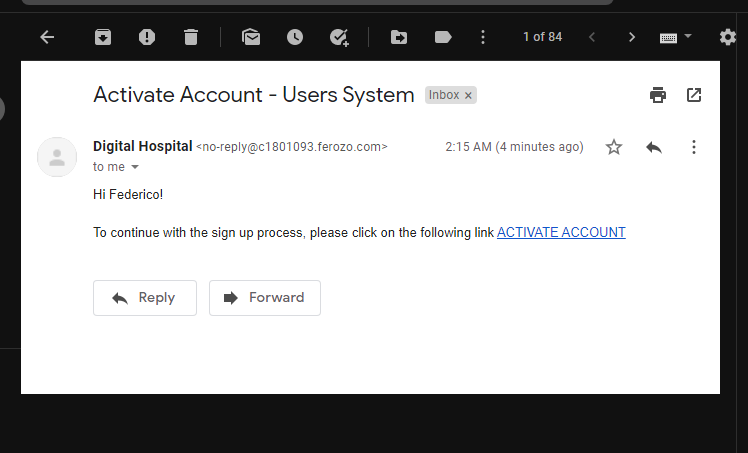 1 of 84
Activate Account - Users System Inbox ×
Digital Hospital <no-reply@c1801093.ferozo.com> 2:15 AM (4 minutes ago)
to me
Hi Federico!
To continue with the sign up process, please click on the following link ACTIVATE ACCOUNT
Reply Forward